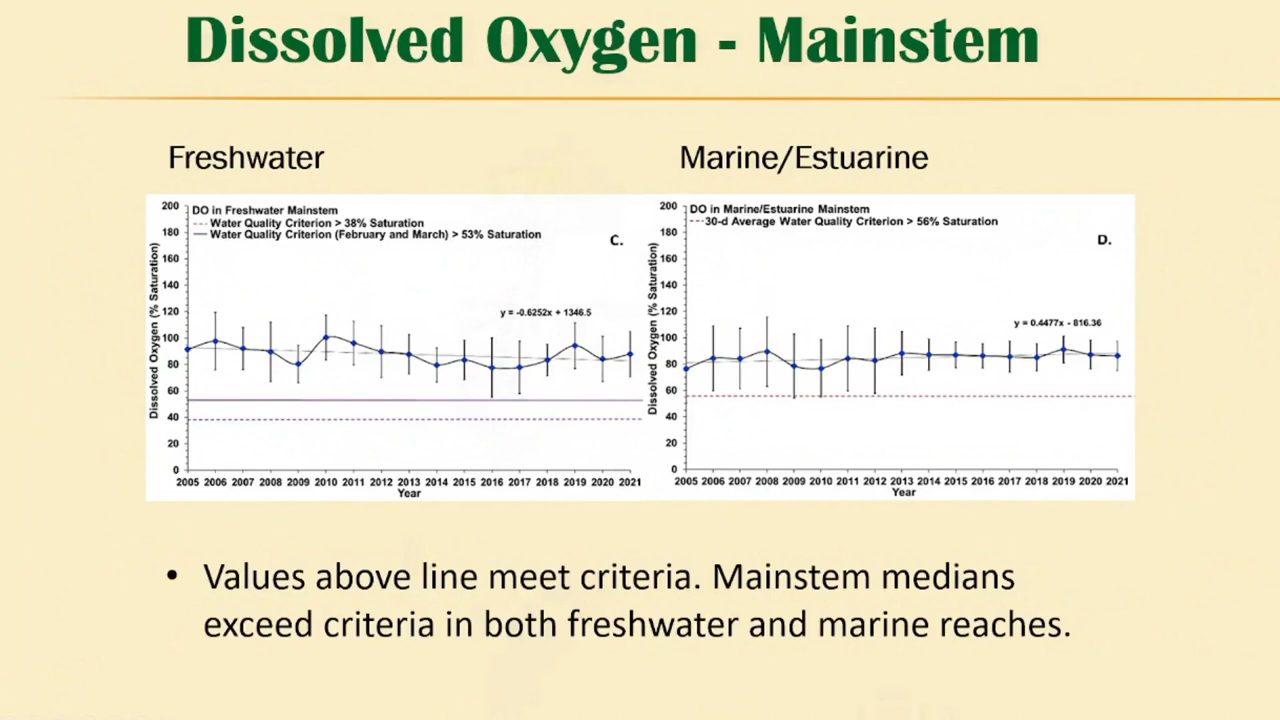 Dissolved Oxygen - Mainstem
Freshwater
Marine/Estuarine
DO in Freshwater Mainstem
Water Quality Criterion > 38% Saturation
Water Quality Criterion (February and March) > 53% Saturation
C.
y = -0.6252x + 1346.5
Dissolved Oxygen (% Saturation)
200
180
160
140
120
100
80
60
40
20
0
2005 2006 2007 2008 2009 2010 2011 2012 2013 2014 2015 2016 2017 2018 2019 2020 2021
Year
DO in Marine/Estuarine Mainstem
30-d Average Water Quality Criterion > 56% Saturation
D.
y = 0.4477x - 816.36
Dissolved Oxygen (% Saturation)
200
180
160
140
120
100
80
60
40
20
0
2005 2006 2007 2008 2009 2010 2011 2012 2013 2014 2015 2016 2017 2018 2019 2020 2021
Year
• Values above line meet criteria. Mainstem medians
exceed criteria in both freshwater and marine reaches.